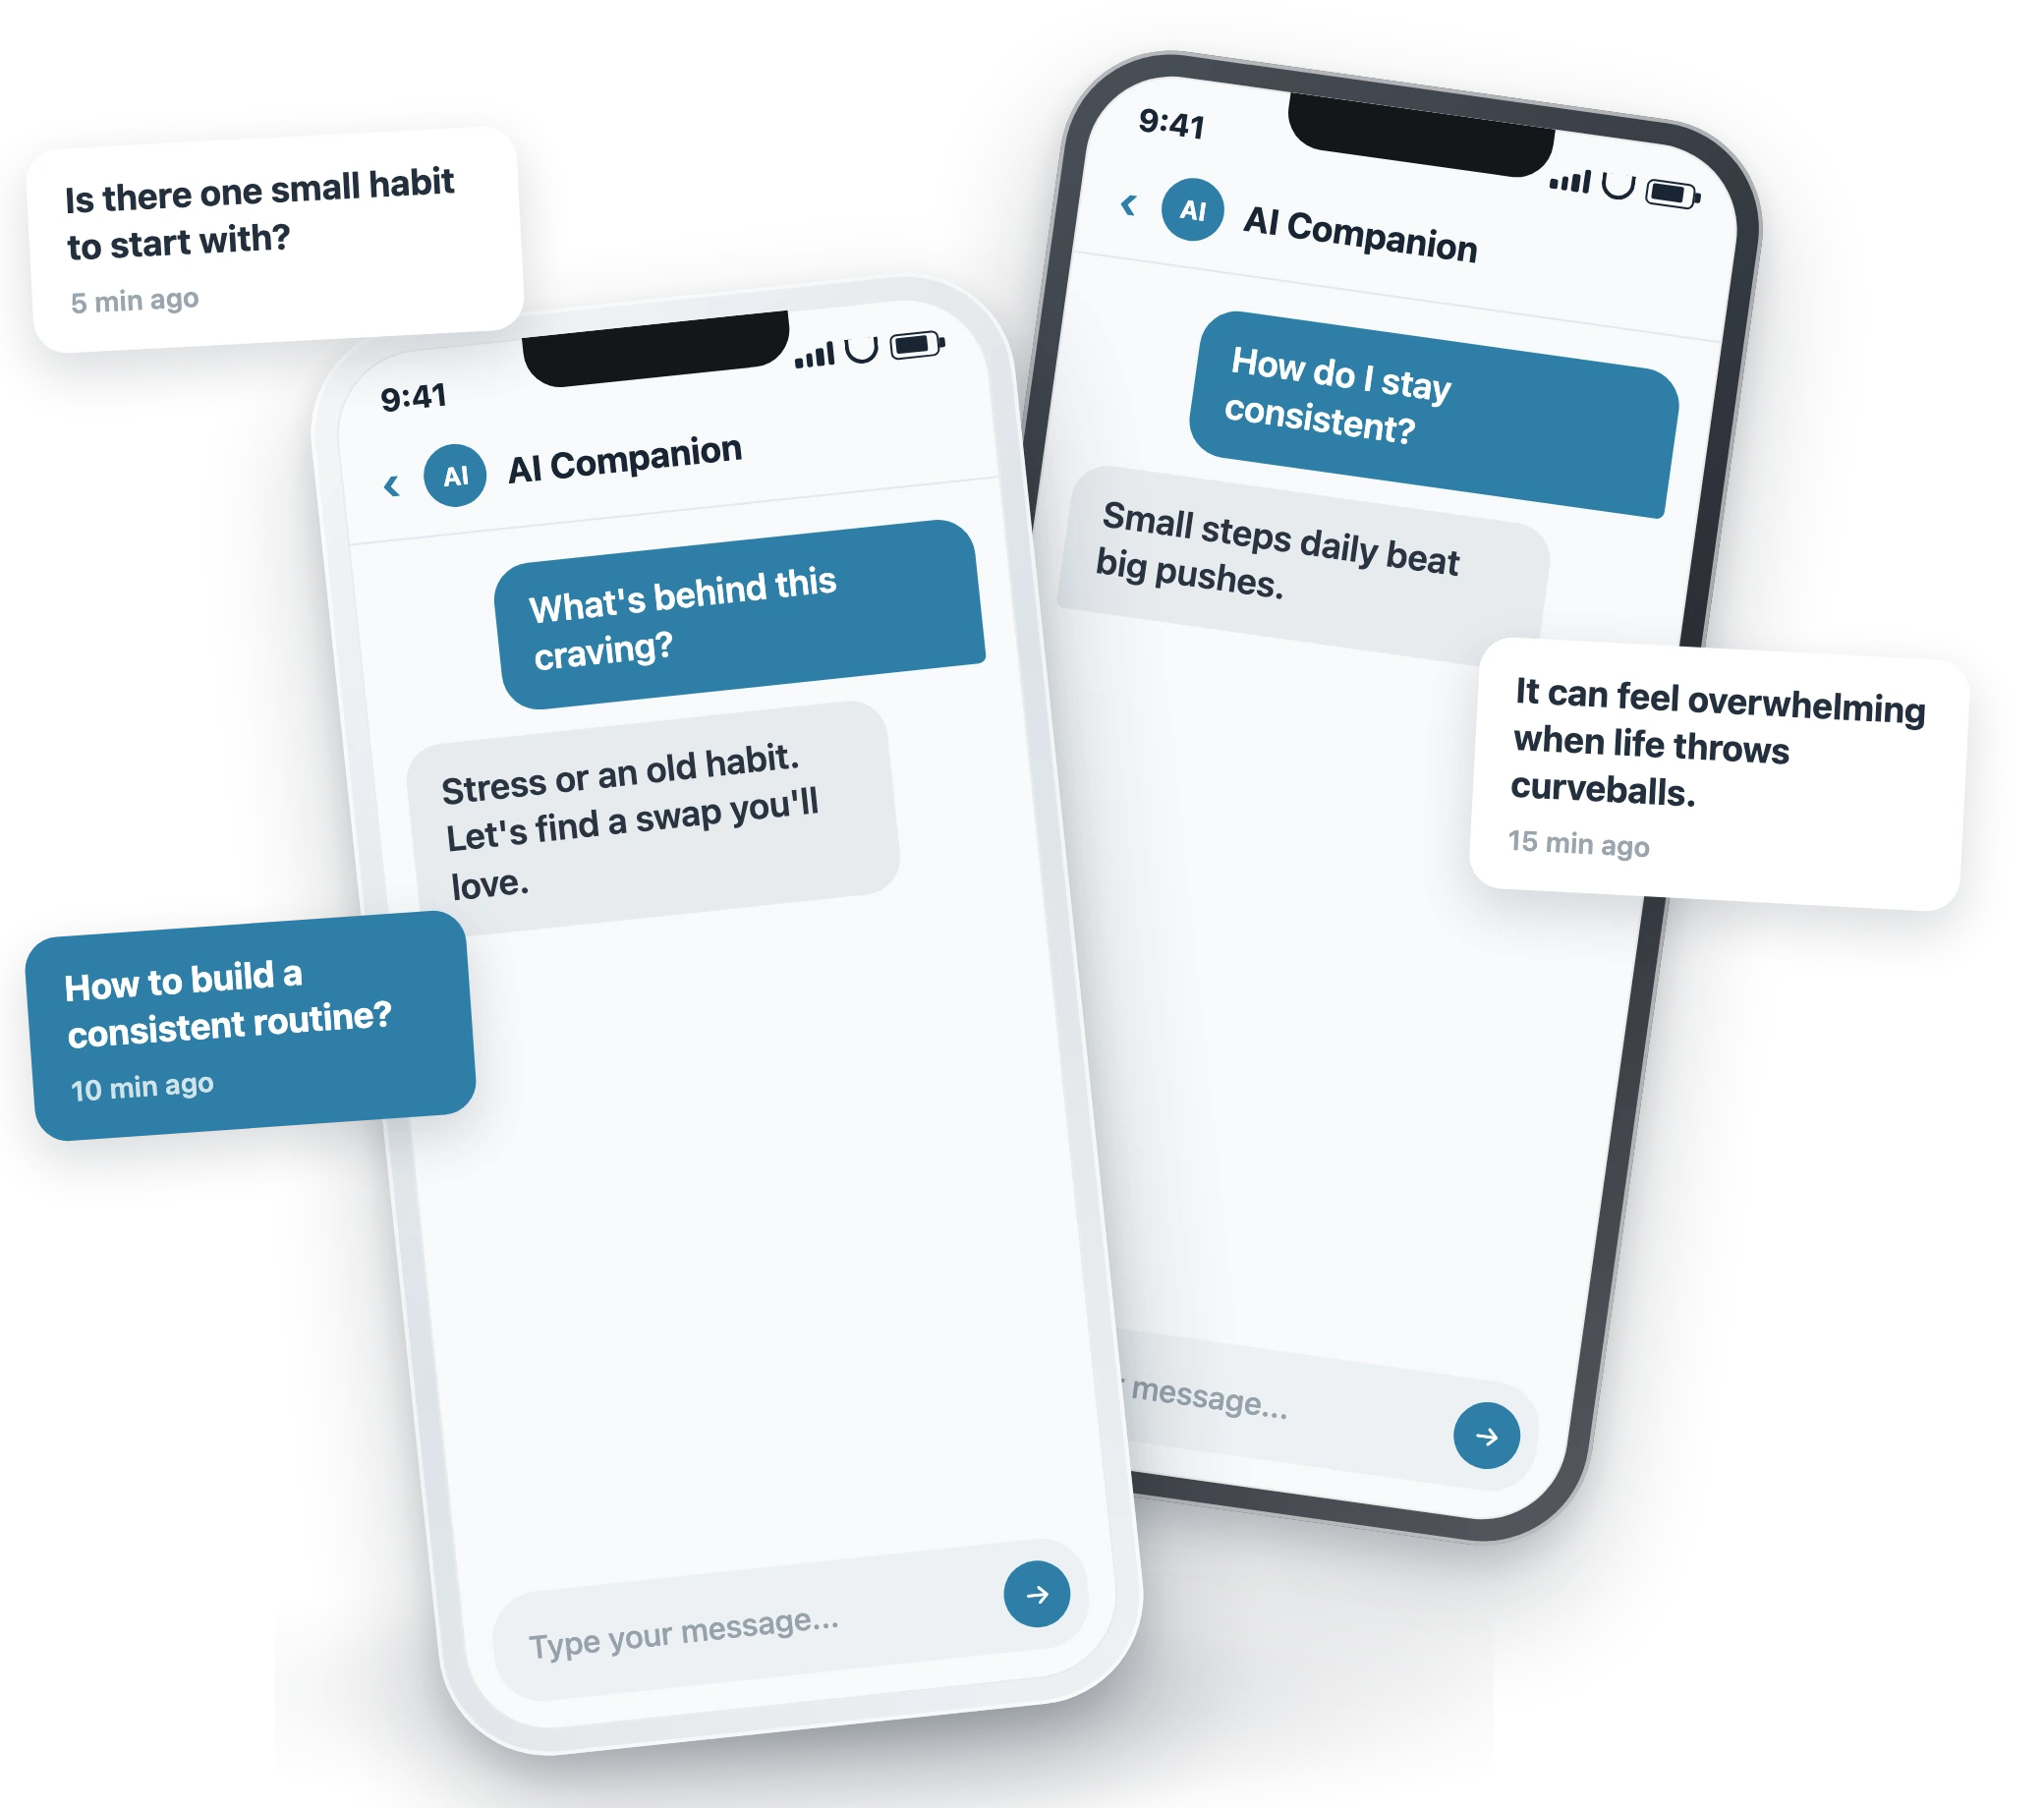 Is there one small habit
to start with?
5 min ago
9:41
AI
AI Companion
What's behind this
craving?
Stress or an old habit.
Let's find a swap you'll
love.
How to build a
consistent routine?
10 min ago
Type your message...
9:41
AI
AI Companion
How do I stay
consistent?
Small steps daily beat
big pushes.
It can feel overwhelming
when life throws
curveballs.
15 min ago
message...